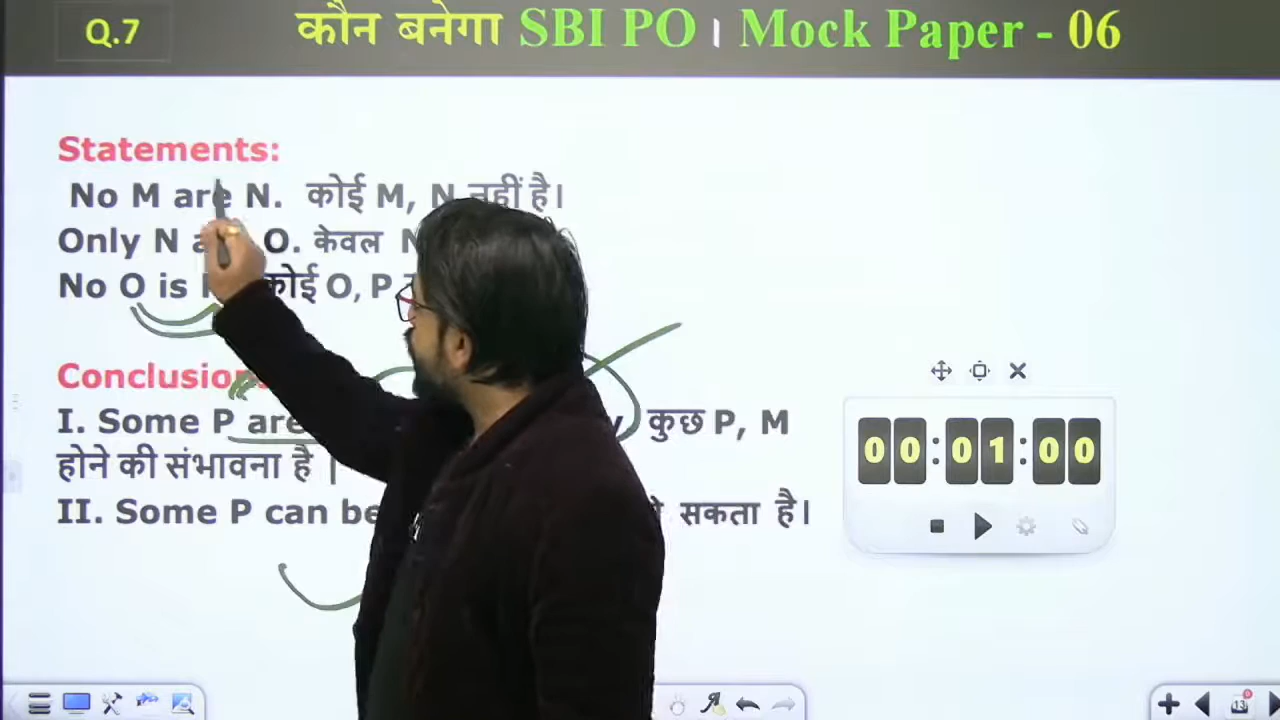 Q.7
कौन बनेगा SBI PO । Mock Paper - 06
Statements:
No M are N. कोई M, N नहीं है।
Only N a O. केवल N
No O is कोई O, P
Conclusion
I. Some P are कुछ P, M
होने की संभावना है |
II. Some P can be सकता है।
00:01:00
13